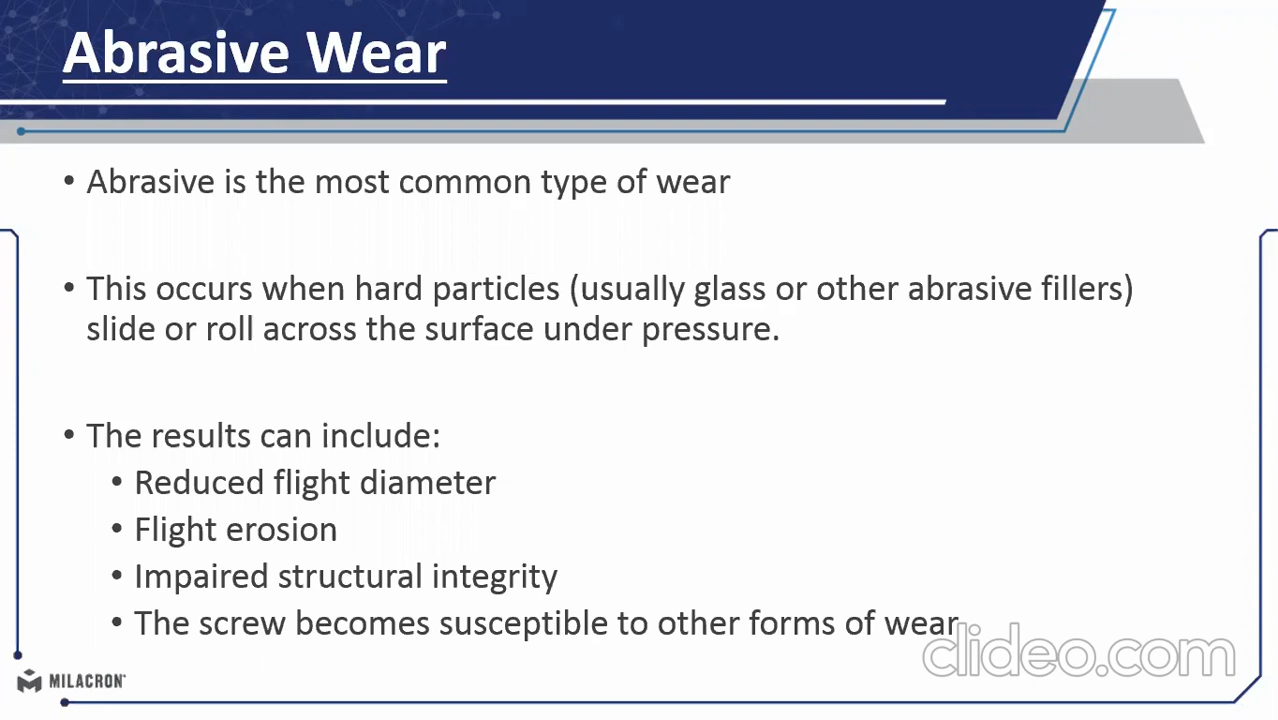 Abrasive Wear
• Abrasive is the most common type of wear
• This occurs when hard particles (usually glass or other abrasive fillers)
slide or roll across the surface under pressure.
• The results can include:
• Reduced flight diameter
• Flight erosion
• Impaired structural integrity
• The screw becomes susceptible to other forms of wear
clideo.com
MILACRON